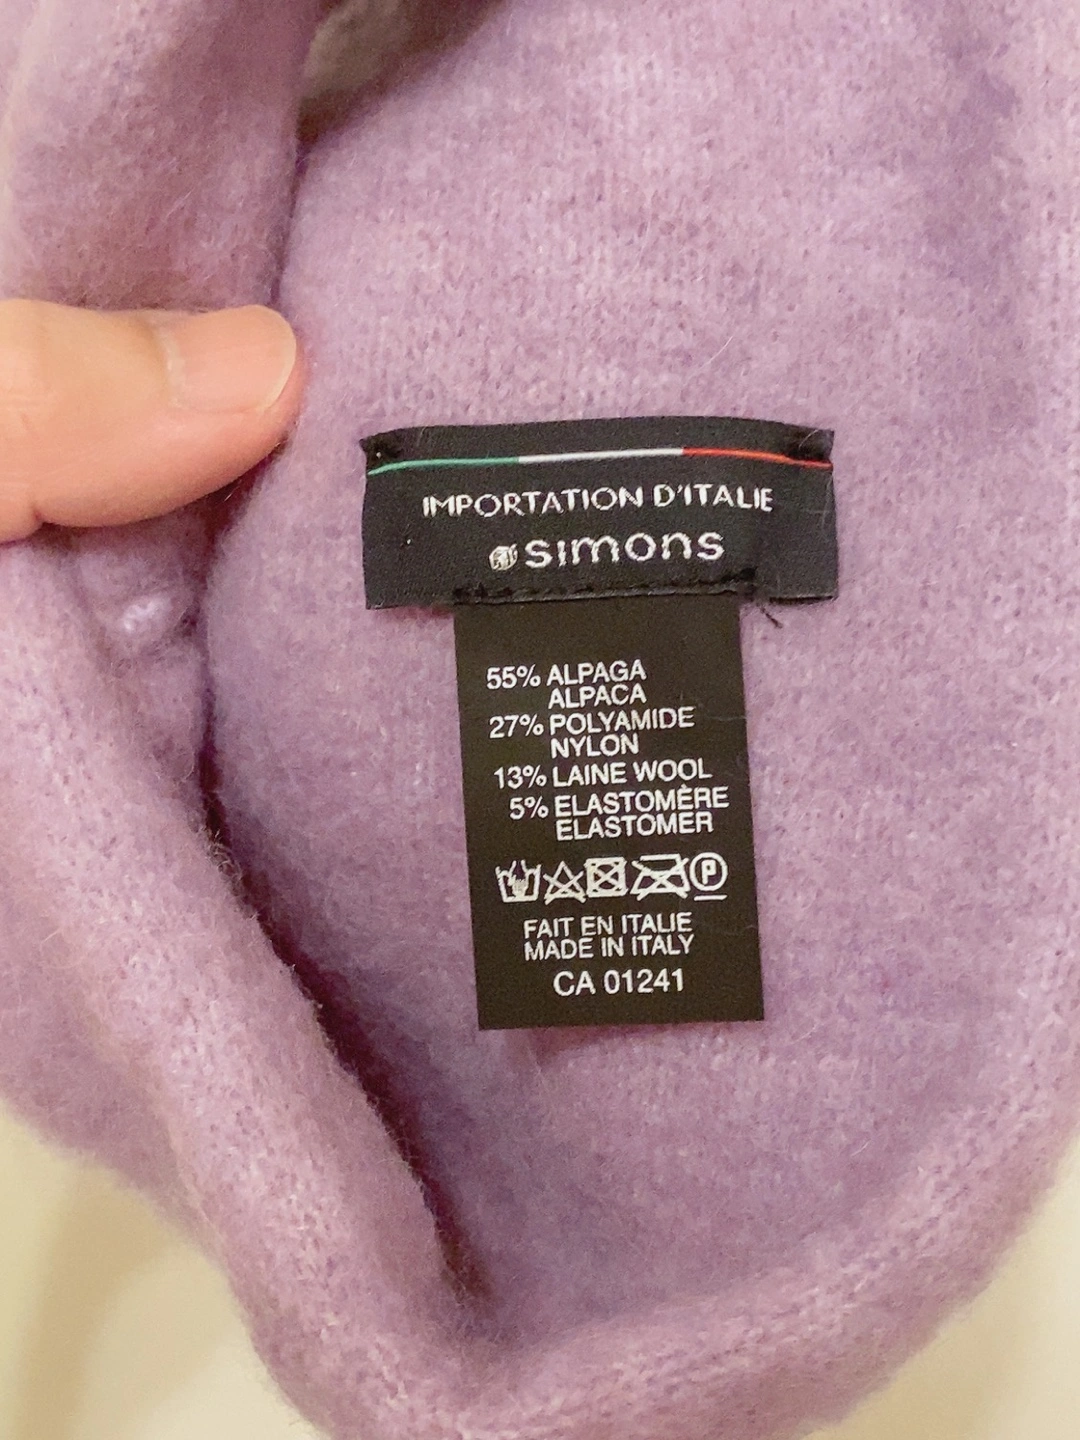 IMPORTATION D'ITALIE
simons
55% ALPAGA
ALPACA
27% POLYAMIDE
NYLON
13% LAINE WOOL
5% ELASTOMÈRE
ELASTOMER
P
FAIT EN ITALIE
MADE IN ITALY
CA 01241